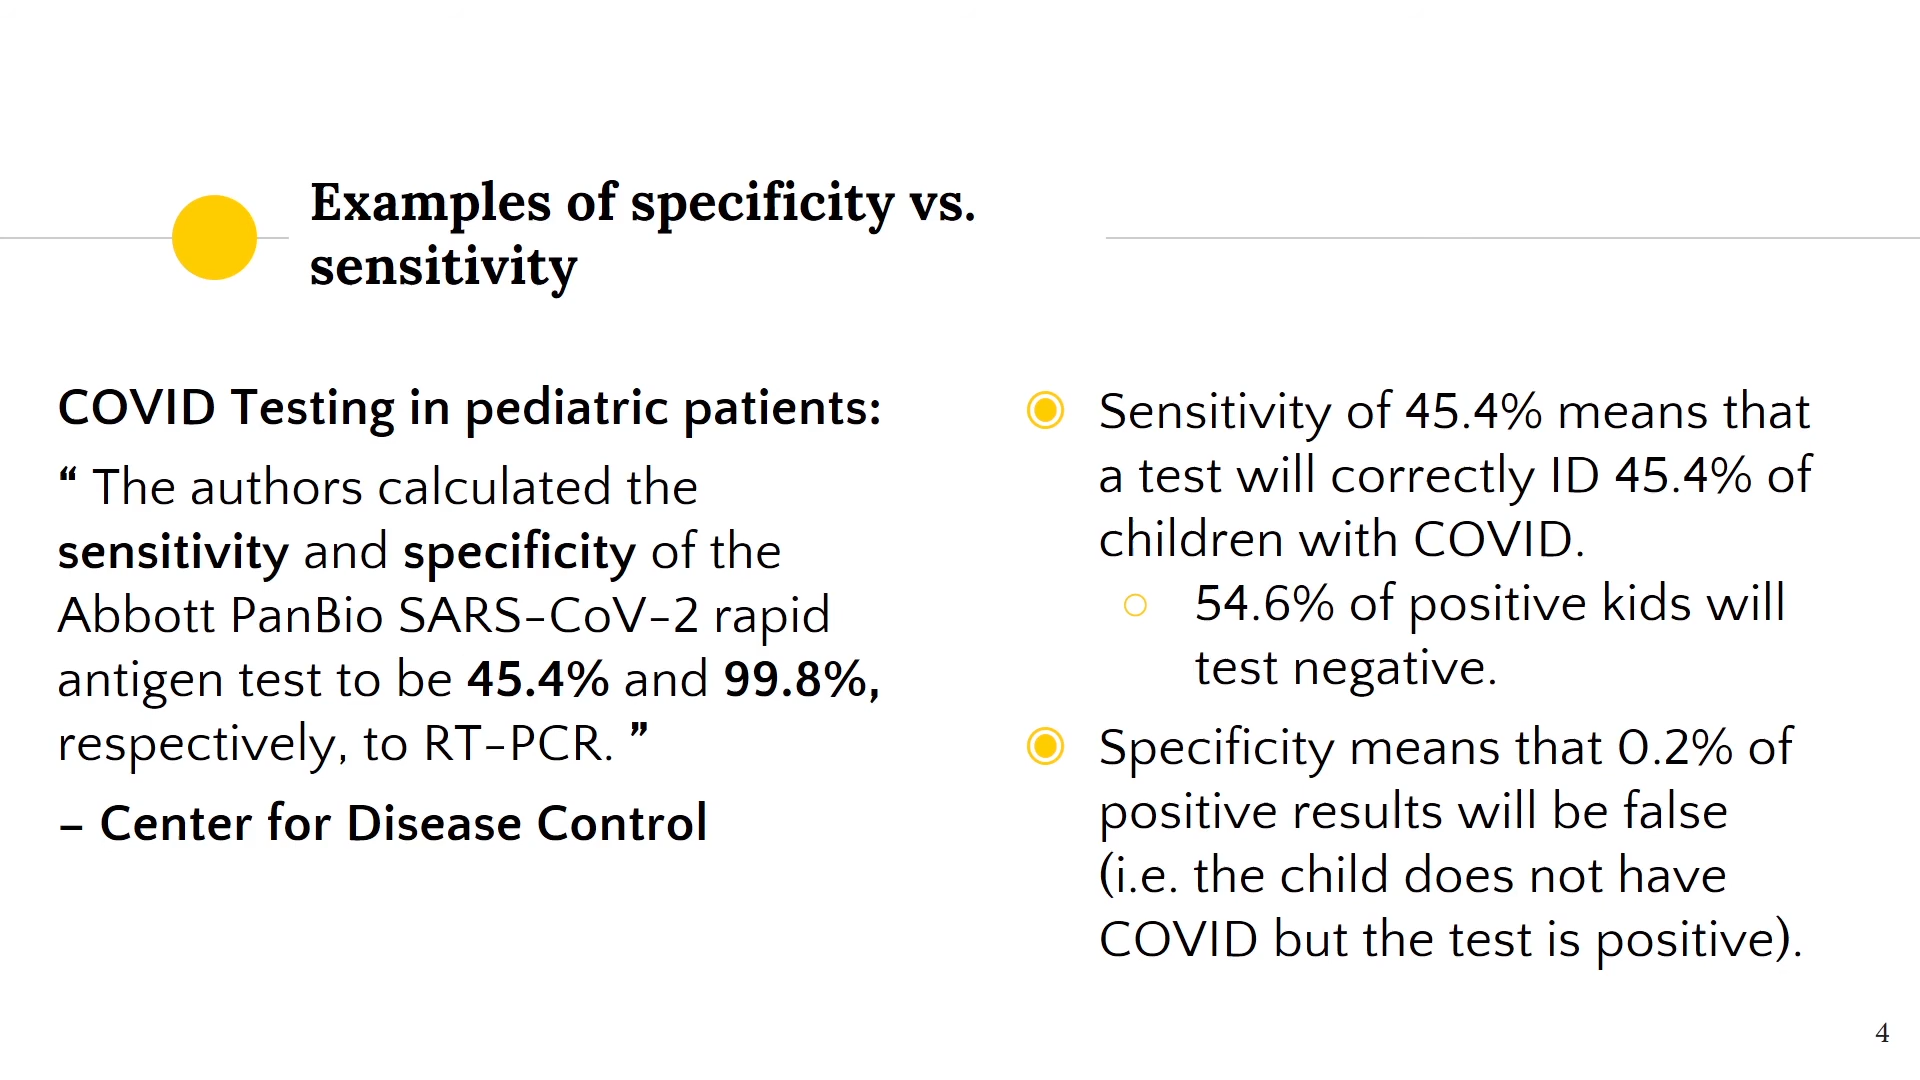 Examples of specificity vs.
sensitivity
COVID Testing in pediatric patients:
“ The authors calculated the
sensitivity and specificity of the
Abbott PanBio SARS-CoV-2 rapid
antigen test to be 45.4% and 99.8%,
respectively, to RT-PCR. ”
– Center for Disease Control
Sensitivity of 45.4% means that
a test will correctly ID 45.4% of
children with COVID.
54.6% of positive kids will
test negative.
Specificity means that 0.2% of
positive results will be false
(i.e. the child does not have
COVID but the test is positive).
4